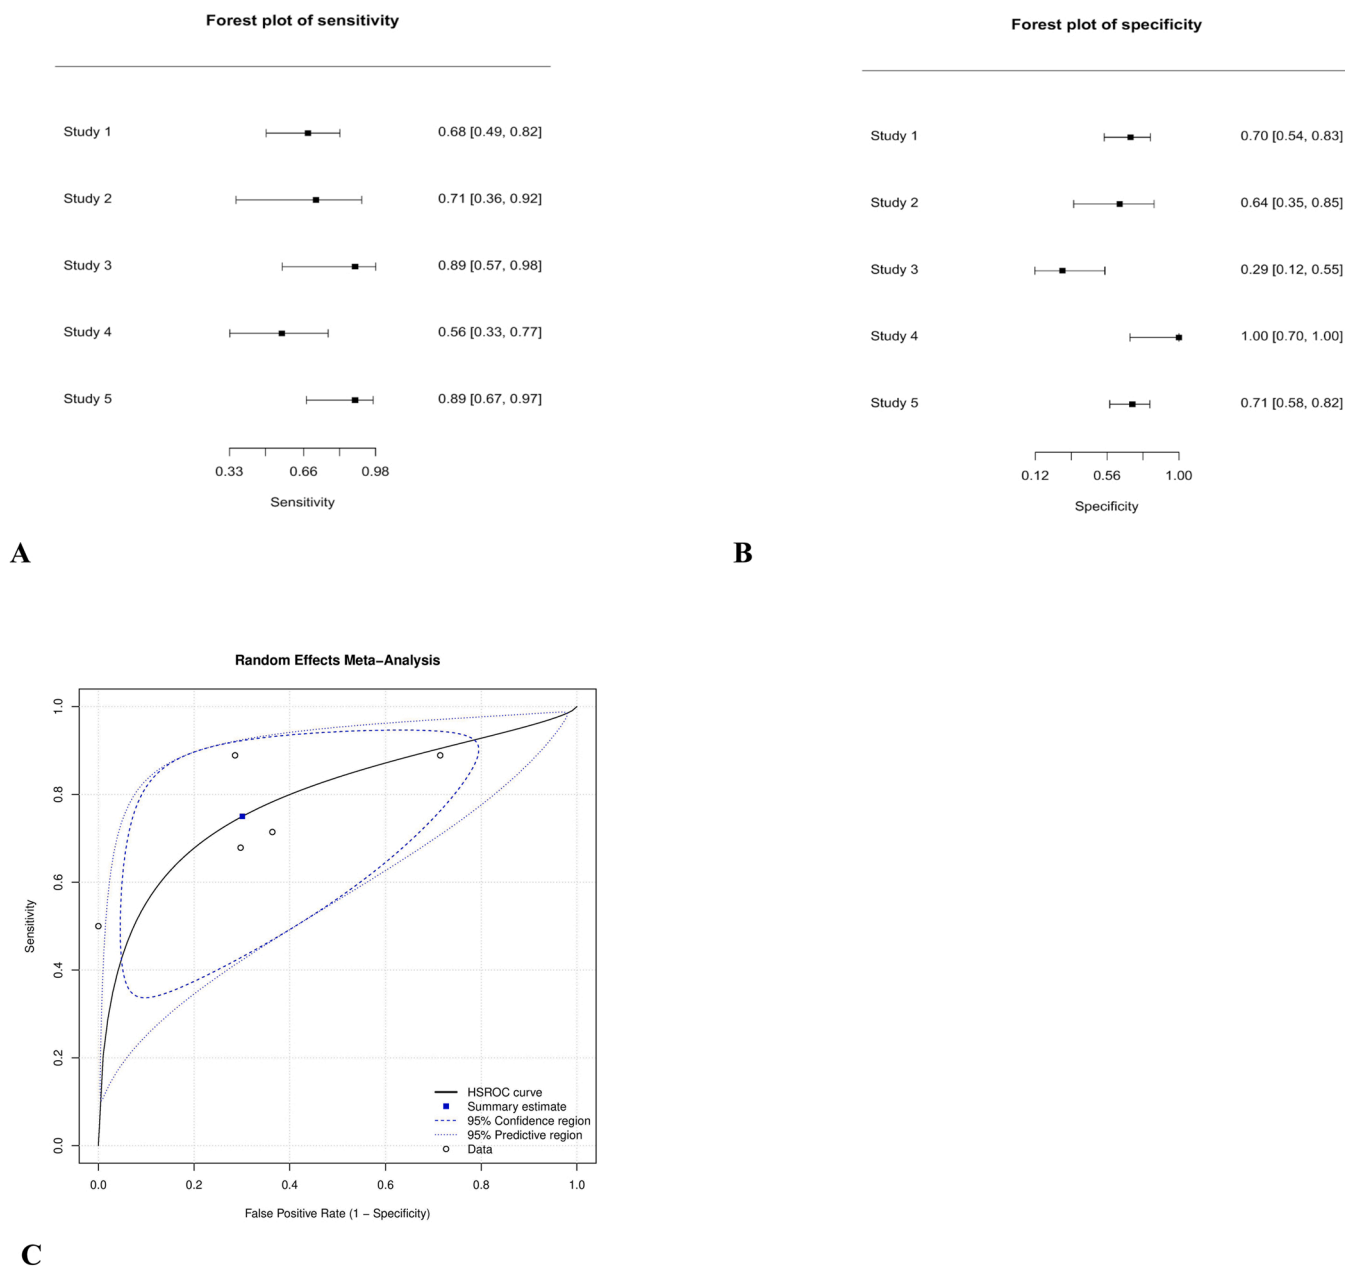 Forest plot of sensitivity
Study 1 0.68 [0.49, 0.82]
Study 2 0.71 [0.36, 0.92]
Study 3 0.89 [0.57, 0.98]
Study 4 0.56 [0.33, 0.77]
Study 5 0.89 [0.67, 0.97]
0.33 0.66 0.98
Sensitivity
A
Forest plot of specificity
Study 1 0.70 [0.54, 0.83]
Study 2 0.64 [0.35, 0.85]
Study 3 0.29 [0.12, 0.55]
Study 4 1.00 [0.70, 1.00]
Study 5 0.71 [0.58, 0.82]
0.12 0.56 1.00
Specificity
B
Random Effects Meta−Analysis
1.0
0.8
0.6
0.4
0.2
0.0
Sensitivity
HSROC curve
Summary estimate
95% Confidence region
95% Predictive region
Data
0.0 0.2 0.4 0.6 0.8 1.0
False Positive Rate (1 − Specificity)
C